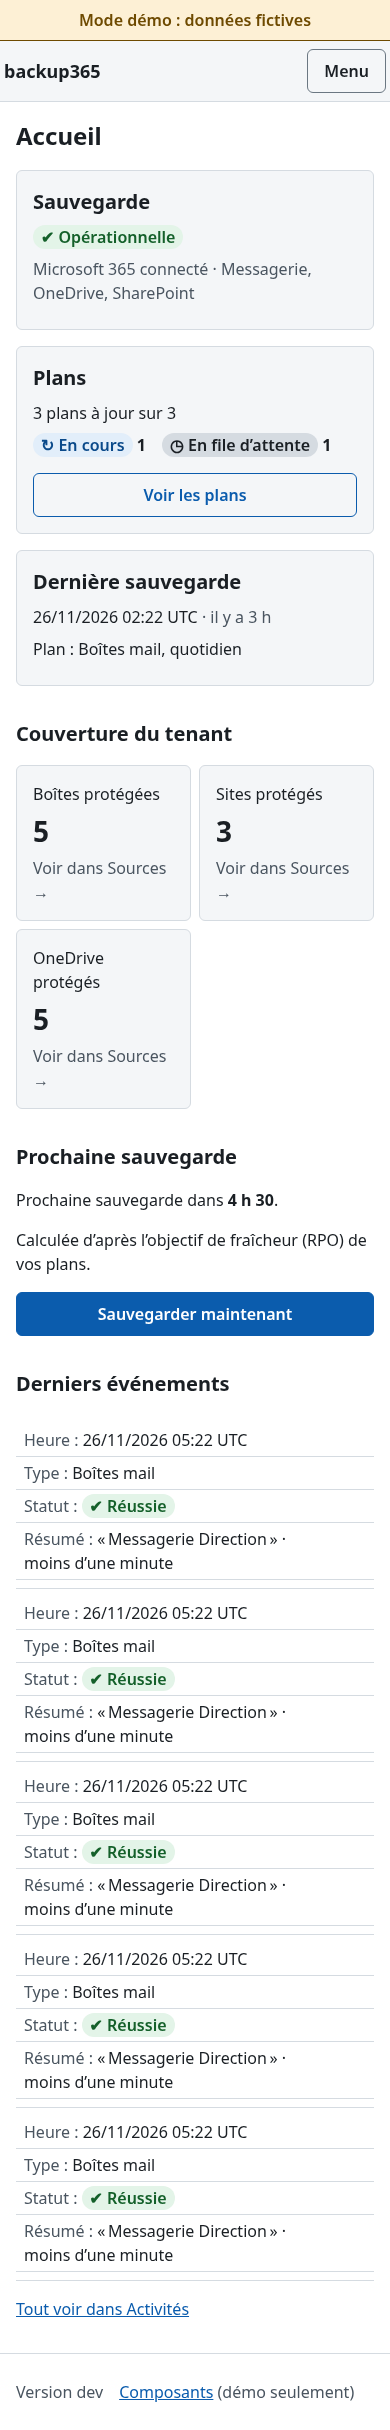 Mode démo : données fictives
backup365
Menu
Accueil
Sauvegarde
✔ Opérationnelle
Microsoft 365 connecté · Messagerie,
OneDrive, SharePoint
Plans
3 plans à jour sur 3
↻ En cours 1 ◷ En file d’attente 1
Voir les plans
Dernière sauvegarde
26/11/2026 02:22 UTC · il y a 3 h
Plan : Boîtes mail, quotidien
Couverture du tenant
Boîtes protégées
5
Voir dans Sources
→
Sites protégés
3
Voir dans Sources
→
OneDrive
protégés
5
Voir dans Sources
→
Prochaine sauvegarde
Prochaine sauvegarde dans 4 h 30.
Calculée d’après l’objectif de fraîcheur (RPO) de
vos plans.
Sauvegarder maintenant
Derniers événements
Heure : 26/11/2026 05:22 UTC
Type : Boîtes mail
Statut : ✔ Réussie
Résumé : « Messagerie Direction » ·
moins d’une minute
Heure : 26/11/2026 05:22 UTC
Type : Boîtes mail
Statut : ✔ Réussie
Résumé : « Messagerie Direction » ·
moins d’une minute
Heure : 26/11/2026 05:22 UTC
Type : Boîtes mail
Statut : ✔ Réussie
Résumé : « Messagerie Direction » ·
moins d’une minute
Heure : 26/11/2026 05:22 UTC
Type : Boîtes mail
Statut : ✔ Réussie
Résumé : « Messagerie Direction » ·
moins d’une minute
Heure : 26/11/2026 05:22 UTC
Type : Boîtes mail
Statut : ✔ Réussie
Résumé : « Messagerie Direction » ·
moins d’une minute
Tout voir dans Activités
Version dev Composants (démo seulement)